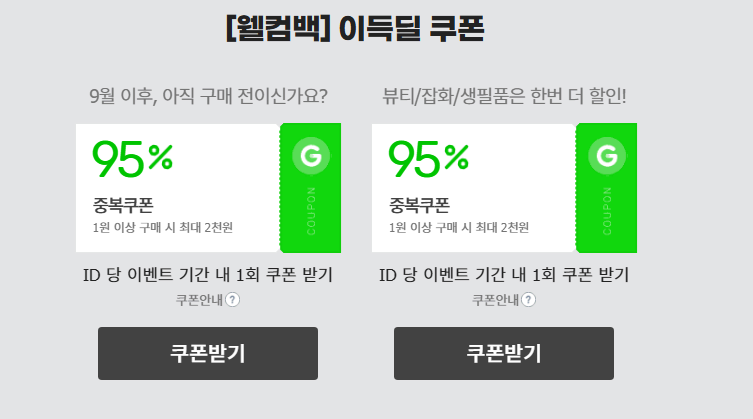 [웰컴백] 이득딜 쿠폰
9월 이후, 아직 구매 전이신가요?
95%
중복쿠폰
1원 이상 구매 시 최대 2천원
G
COUPON
ID 당 이벤트 기간 내 1회 쿠폰 받기
쿠폰안내 ?
쿠폰받기
뷰티/잡화/생필품은 한번 더 할인!
95%
중복쿠폰
1원 이상 구매 시 최대 2천원
G
COUPON
ID 당 이벤트 기간 내 1회 쿠폰 받기
쿠폰안내 ?
쿠폰받기